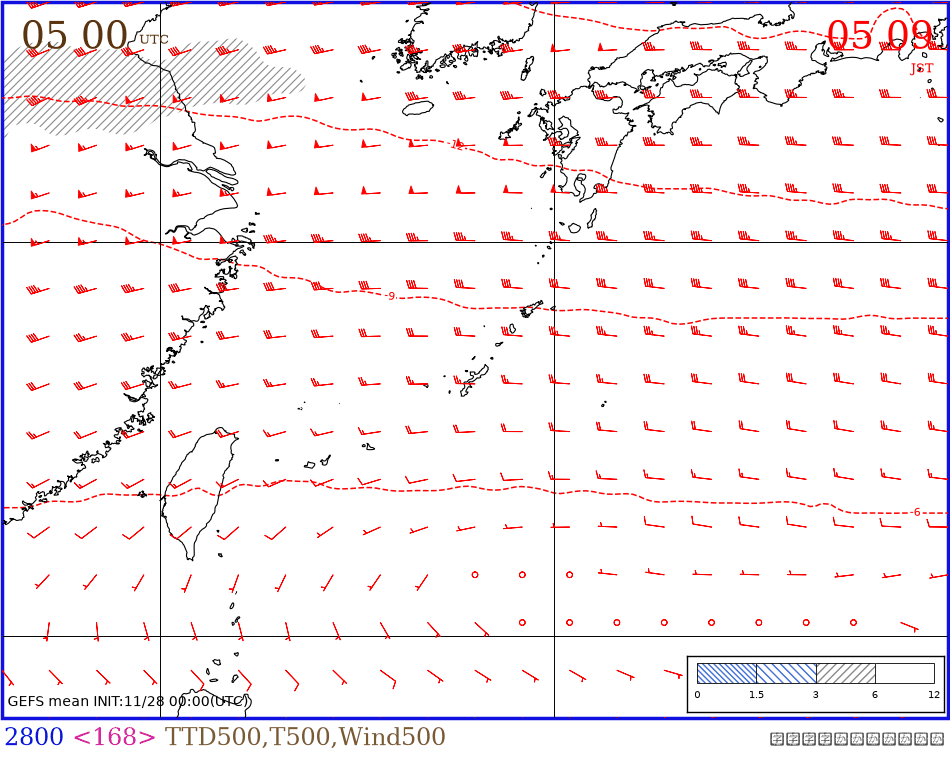 05 00 UTC
05 09
JST
-9
-6
0 1.5 3 6 12
GEFS mean INIT:11/28 00:00(UTC)
2800 <168> TTD500,T500,Wind500